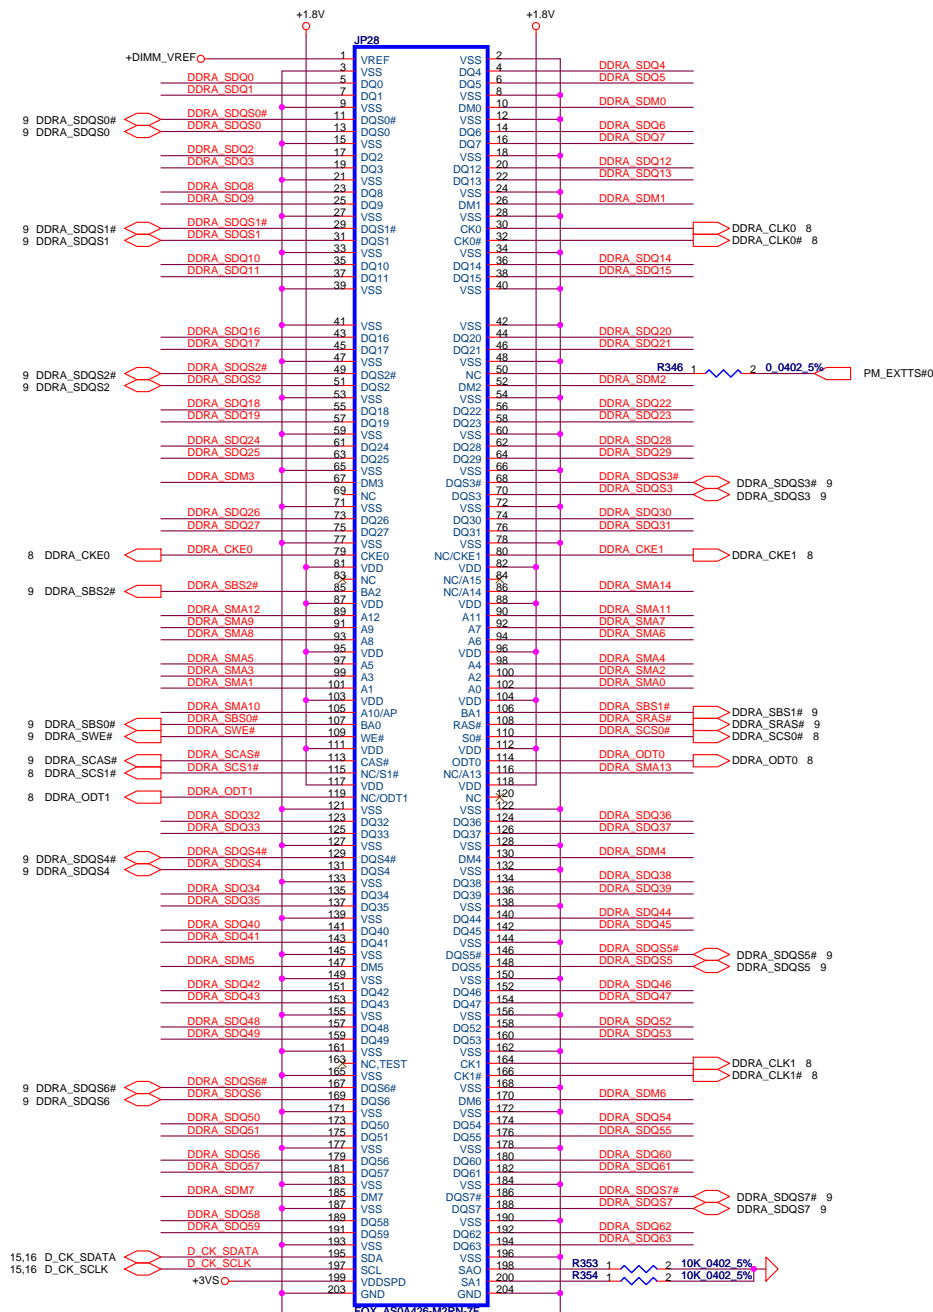 +1.8V +1.8V
JP28
+DIMM_VREF 1 VREF VSS 2
3 VSS DQ4 4 DDRA_SDQ4
DDRA_SDQ0 5 DQ0 DQ5 6 DDRA_SDQ5
DDRA_SDQ1 7 DQ1 VSS 8
9 VSS DM0 10 DDRA_SDM0
9 DDRA_SDQS0# DDRA_SDQS0# 11 DQS0# VSS 12
9 DDRA_SDQS0 DDRA_SDQS0 13 DQS0 DQ6 14 DDRA_SDQ6
15 VSS DQ7 16 DDRA_SDQ7
DDRA_SDQ2 17 DQ2 VSS 18
DDRA_SDQ3 19 DQ3 DQ12 20 DDRA_SDQ12
21 VSS DQ13 22 DDRA_SDQ13
DDRA_SDQ8 23 DQ8 VSS 24
DDRA_SDQ9 25 DQ9 DM1 26 DDRA_SDM1
27 VSS VSS 28
9 DDRA_SDQS1# DDRA_SDQS1# 29 DQS1# CK0 30 DDRA_CLK0 8
9 DDRA_SDQS1 DDRA_SDQS1 31 DQS1 CK0# 32 DDRA_CLK0# 8
33 VSS VSS 34
DDRA_SDQ10 35 DQ10 DQ14 36 DDRA_SDQ14
DDRA_SDQ11 37 DQ11 DQ15 38 DDRA_SDQ15
39 VSS VSS 40
41 VSS VSS 42
DDRA_SDQ16 43 DQ16 DQ20 44 DDRA_SDQ20
DDRA_SDQ17 45 DQ17 DQ21 46 DDRA_SDQ21
47 VSS VSS 48
9 DDRA_SDQS2# DDRA_SDQS2# 49 DQS2# NC 50 R346 1 2 0_0402_5% PM_EXTTS#0
9 DDRA_SDQS2 DDRA_SDQS2 51 DQS2 DM2 52 DDRA_SDM2
53 VSS VSS 54
DDRA_SDQ18 55 DQ18 DQ22 56 DDRA_SDQ22
DDRA_SDQ19 57 DQ19 DQ23 58 DDRA_SDQ23
59 VSS VSS 60
DDRA_SDQ24 61 DQ24 DQ28 62 DDRA_SDQ28
DDRA_SDQ25 63 DQ25 DQ29 64 DDRA_SDQ29
65 VSS VSS 66
DDRA_SDM3 67 DM3 DQS3# 68 DDRA_SDQS3# DDRA_SDQS3# 9
69 NC DQS3 70 DDRA_SDQS3 DDRA_SDQS3 9
71 VSS VSS 72
DDRA_SDQ26 73 DQ26 DQ30 74 DDRA_SDQ30
DDRA_SDQ27 75 DQ27 DQ31 76 DDRA_SDQ31
77 VSS VSS 78
8 DDRA_CKE0 DDRA_CKE0 79 CKE0 NC/CKE1 80 DDRA_CKE1 DDRA_CKE1 8
81 VDD VDD 82
83 NC NC/A15 84
9 DDRA_SBS2# DDRA_SBS2# 85 BA2 NC/A14 86 DDRA_SMA14
87 VDD VDD 88
DDRA_SMA12 89 A12 A11 90 DDRA_SMA11
DDRA_SMA9 91 A9 A7 92 DDRA_SMA7
DDRA_SMA8 93 A8 A6 94 DDRA_SMA6
95 VDD VDD 96
DDRA_SMA5 97 A5 A4 98 DDRA_SMA4
DDRA_SMA3 99 A3 A2 100 DDRA_SMA2
DDRA_SMA1 101 A1 A0 102 DDRA_SMA0
103 VDD VDD 104
DDRA_SMA10 105 A10/AP BA1 106 DDRA_SBS1# DDRA_SBS1# 9
9 DDRA_SBS0# DDRA_SBS0# 107 BA0 RAS# 108 DDRA_SRAS# DDRA_SRAS# 9
9 DDRA_SWE# DDRA_SWE# 109 WE# S0# 110 DDRA_SCS0# DDRA_SCS0# 8
111 VDD VDD 112
9 DDRA_SCAS# DDRA_SCAS# 113 CAS# ODT0 114 DDRA_ODT0 DDRA_ODT0 8
8 DDRA_SCS1# DDRA_SCS1# 115 NC/S1# NC/A13 116 DDRA_SMA13
117 VDD VDD 118
8 DDRA_ODT1 DDRA_ODT1 119 NC/ODT1 NC 120
121 VSS VSS 122
DDRA_SDQ32 123 DQ32 DQ36 124 DDRA_SDQ36
DDRA_SDQ33 125 DQ33 DQ37 126 DDRA_SDQ37
127 VSS VSS 128
9 DDRA_SDQS4# DDRA_SDQS4# 129 DQS4# DM4 130 DDRA_SDM4
9 DDRA_SDQS4 DDRA_SDQS4 131 DQS4 VSS 132
133 VSS DQ38 134 DDRA_SDQ38
DDRA_SDQ34 135 DQ34 DQ39 136 DDRA_SDQ39
DDRA_SDQ35 137 DQ35 VSS 138
139 VSS DQ44 140 DDRA_SDQ44
DDRA_SDQ40 141 DQ40 DQ45 142 DDRA_SDQ45
DDRA_SDQ41 143 DQ41 VSS 144
145 VSS DQS5# 146 DDRA_SDQS5# DDRA_SDQS5# 9
DDRA_SDM5 147 DM5 DQS5 148 DDRA_SDQS5 DDRA_SDQS5 9
149 VSS VSS 150
DDRA_SDQ42 151 DQ42 DQ46 152 DDRA_SDQ46
DDRA_SDQ43 153 DQ43 DQ47 154 DDRA_SDQ47
155 VSS VSS 156
DDRA_SDQ48 157 DQ48 DQ52 158 DDRA_SDQ52
DDRA_SDQ49 159 DQ49 DQ53 160 DDRA_SDQ53
161 VSS VSS 162
163 NC,TEST CK1 164 DDRA_CLK1 8
165 VSS CK1# 166 DDRA_CLK1# 8
9 DDRA_SDQS6# DDRA_SDQS6# 167 DQS6# VSS 168
9 DDRA_SDQS6 DDRA_SDQS6 169 DQS6 DM6 170 DDRA_SDM6
171 VSS VSS 172
DDRA_SDQ50 173 DQ50 DQ54 174 DDRA_SDQ54
DDRA_SDQ51 175 DQ51 DQ55 176 DDRA_SDQ55
177 VSS VSS 178
DDRA_SDQ56 179 DQ56 DQ60 180 DDRA_SDQ60
DDRA_SDQ57 181 DQ57 DQ61 182 DDRA_SDQ61
183 VSS VSS 184
DDRA_SDM7 185 DM7 DQS7# 186 DDRA_SDQS7# DDRA_SDQS7# 9
187 VSS DQS7 188 DDRA_SDQS7 DDRA_SDQS7 9
DDRA_SDQ58 189 DQ58 VSS 190
DDRA_SDQ59 191 DQ59 DQ62 192 DDRA_SDQ62
193 VSS DQ63 194 DDRA_SDQ63
15,16 D_CK_SDATA D_CK_SDATA 195 SDA VSS 196
15,16 D_CK_SCLK D_CK_SCLK 197 SCL SAO 198 R353 1 2 10K_0402_5%
+3VS 199 VDDSPD SA1 200 R354 1 2 10K_0402_5%
203 GND GND 204
FOX_AS0A426-M2RN-7F